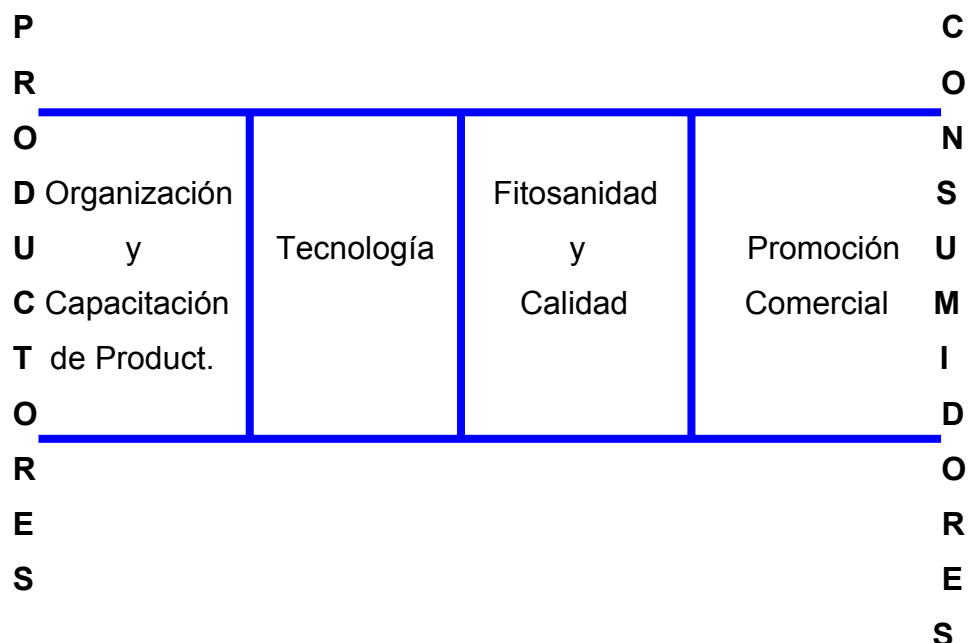 PRODUCTORES
Organización
y
Capacitación
de Product.
Tecnología
Fitosanidad
y
Calidad
Promoción
Comercial
CONSUMIDORES